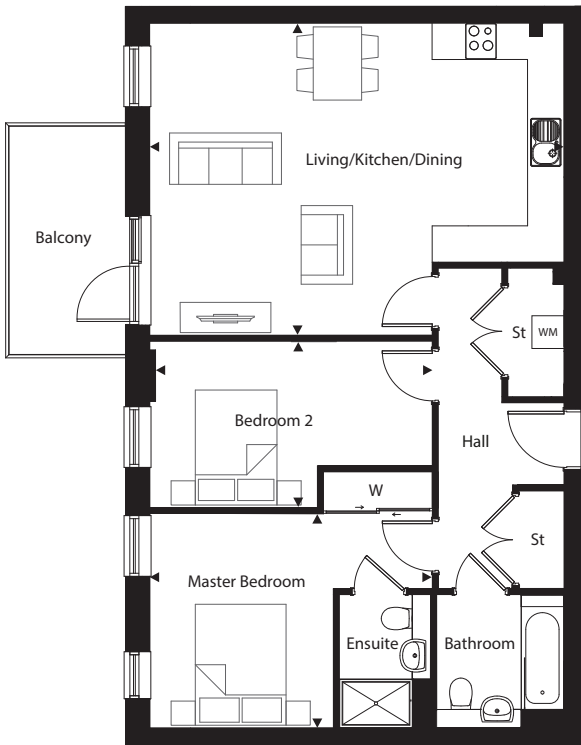 Living/Kitchen/Dining
Balcony
St
WM
Bedroom 2
Hall
W
St
Master Bedroom
Ensuite
Bathroom